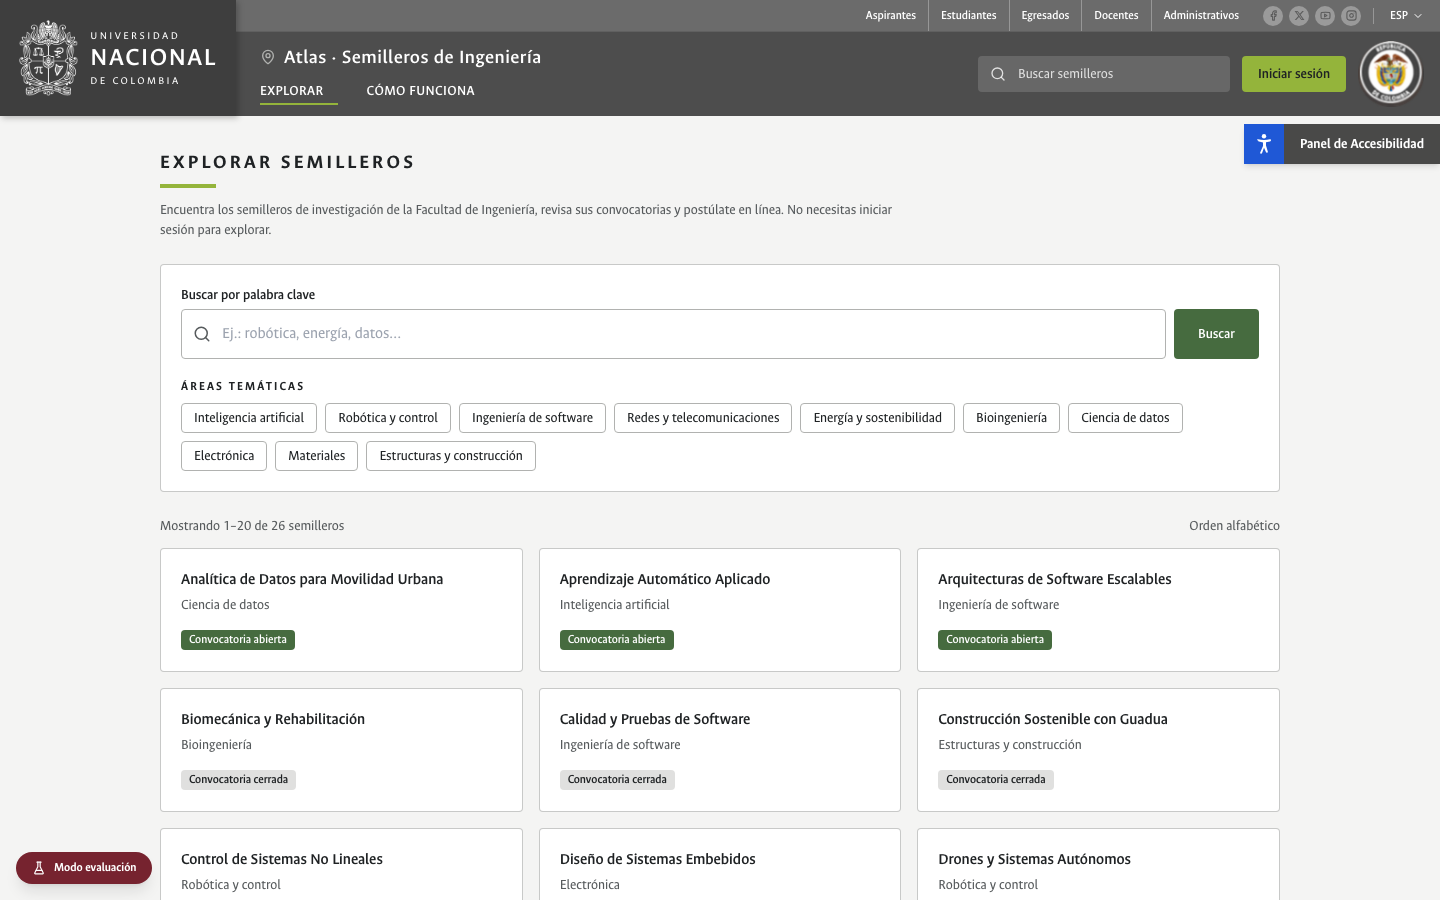 UNIVERSIDAD
NACIONAL
DE COLOMBIA
Aspirantes
Estudiantes
Egresados
Docentes
Administrativos
ESP
Atlas · Semilleros de Ingeniería
EXPLORAR
CÓMO FUNCIONA
Buscar semilleros
Iniciar sesión
REPÚBLICA
DE COLOMBIA
Panel de Accesibilidad
EXPLORAR SEMILLEROS
Encuentra los semilleros de investigación de la Facultad de Ingeniería, revisa sus convocatorias y postúlate en línea. No necesitas iniciar
sesión para explorar.
Buscar por palabra clave
Ej.: robótica, energía, datos…
Buscar
ÁREAS TEMÁTICAS
Inteligencia artificial
Robótica y control
Ingeniería de software
Redes y telecomunicaciones
Energía y sostenibilidad
Bioingeniería
Ciencia de datos
Electrónica
Materiales
Estructuras y construcción
Mostrando 1–20 de 26 semilleros
Orden alfabético
Analítica de Datos para Movilidad Urbana
Ciencia de datos
Convocatoria abierta
Aprendizaje Automático Aplicado
Inteligencia artificial
Convocatoria abierta
Arquitecturas de Software Escalables
Ingeniería de software
Convocatoria abierta
Biomecánica y Rehabilitación
Bioingeniería
Convocatoria cerrada
Calidad y Pruebas de Software
Ingeniería de software
Convocatoria cerrada
Construcción Sostenible con Guadua
Estructuras y construcción
Convocatoria cerrada
Control de Sistemas No Lineales
Robótica y control
Diseño de Sistemas Embebidos
Electrónica
Drones y Sistemas Autónomos
Robótica y control
Modo evaluación